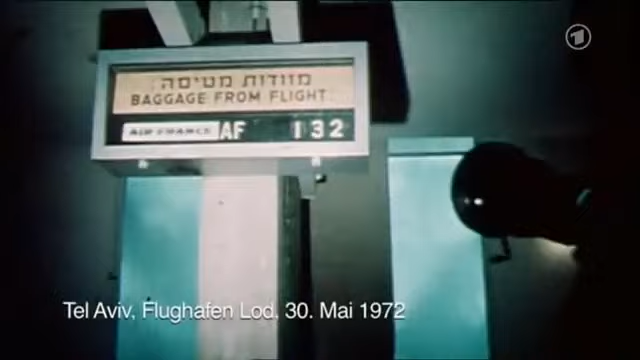 מזוודות מטיסה
BAGGAGE FROM FLIGHT
AIR FRANCE AF 132
Tel Aviv, Flughafen Lod. 30. Mai 1972